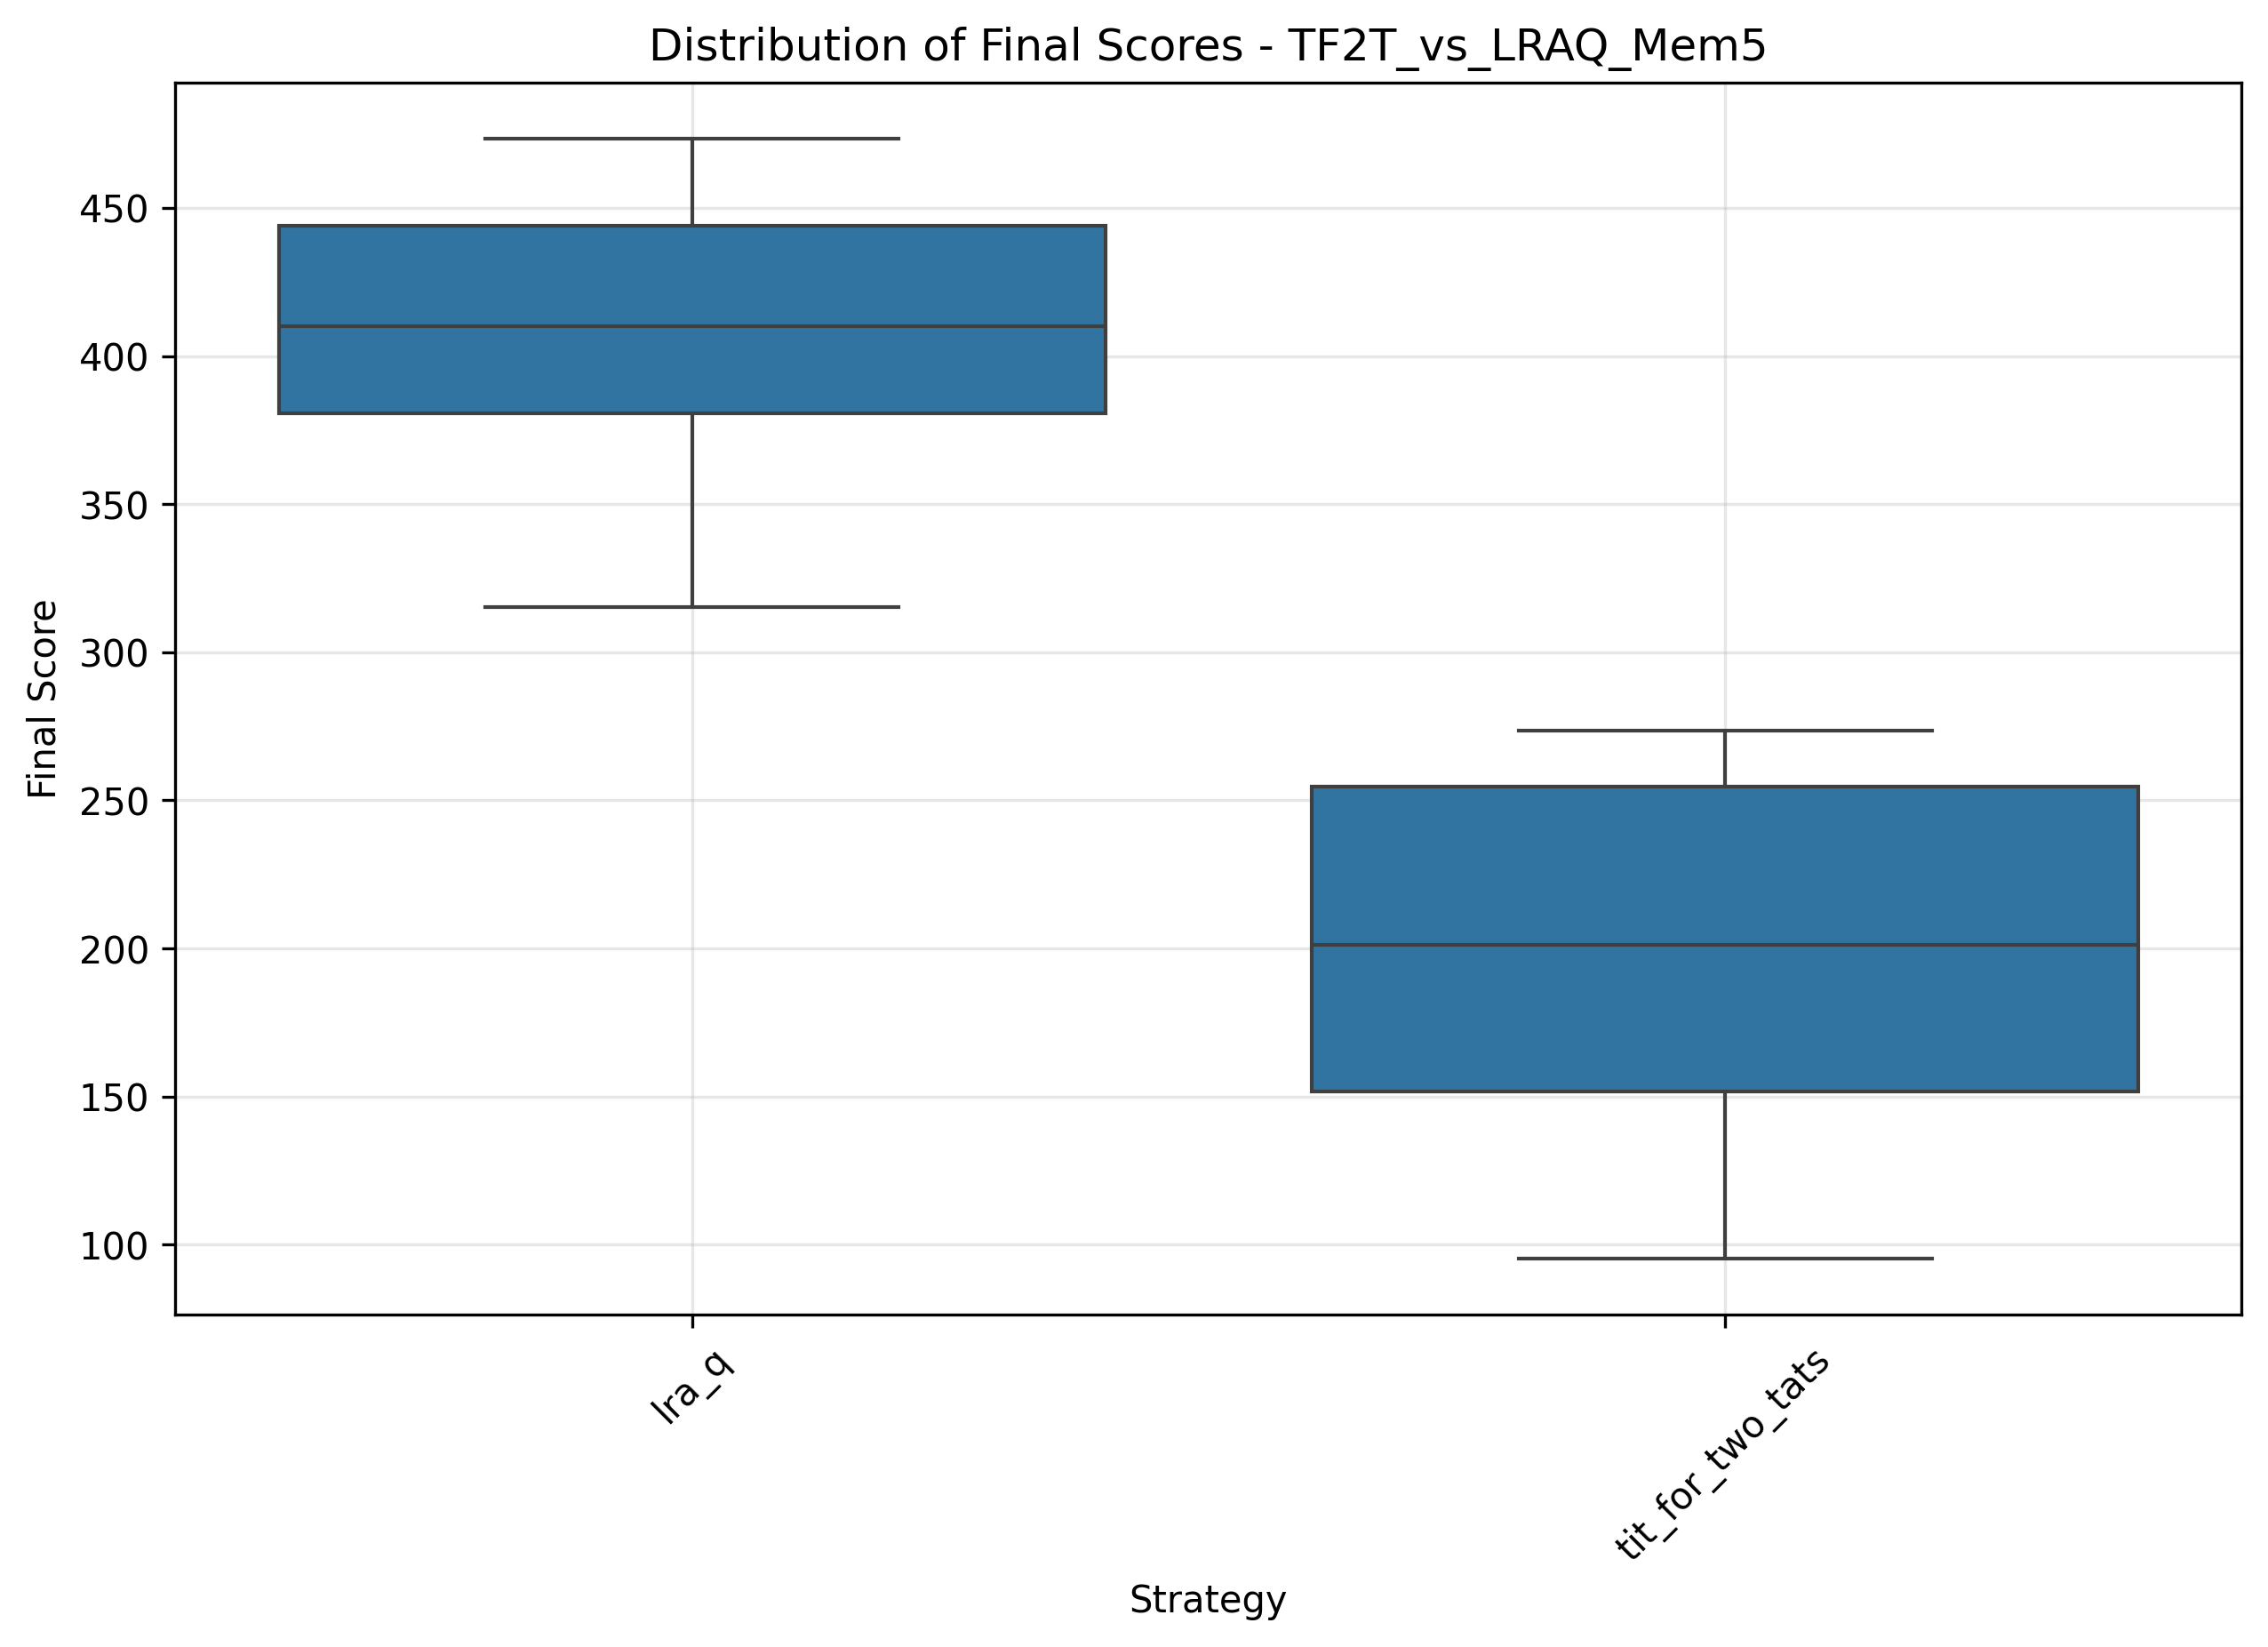 Distribution of Final Scores - TF2T_vs_LRAQ_Mem5
Final Score
450
400
350
300
250
200
150
100
lra_q
tit_for_two_tats
Strategy